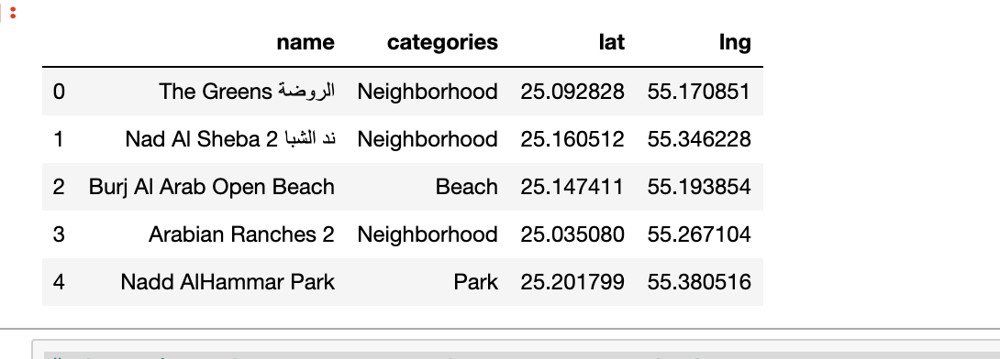 ]:
name categories lat lng
0 The Greens الروضة Neighborhood 25.092828 55.170851
1 Nad Al Sheba 2 ند الشبا Neighborhood 25.160512 55.346228
2 Burj Al Arab Open Beach Beach 25.147411 55.193854
3 Arabian Ranches 2 Neighborhood 25.035080 55.267104
4 Nadd AlHammar Park Park 25.201799 55.380516